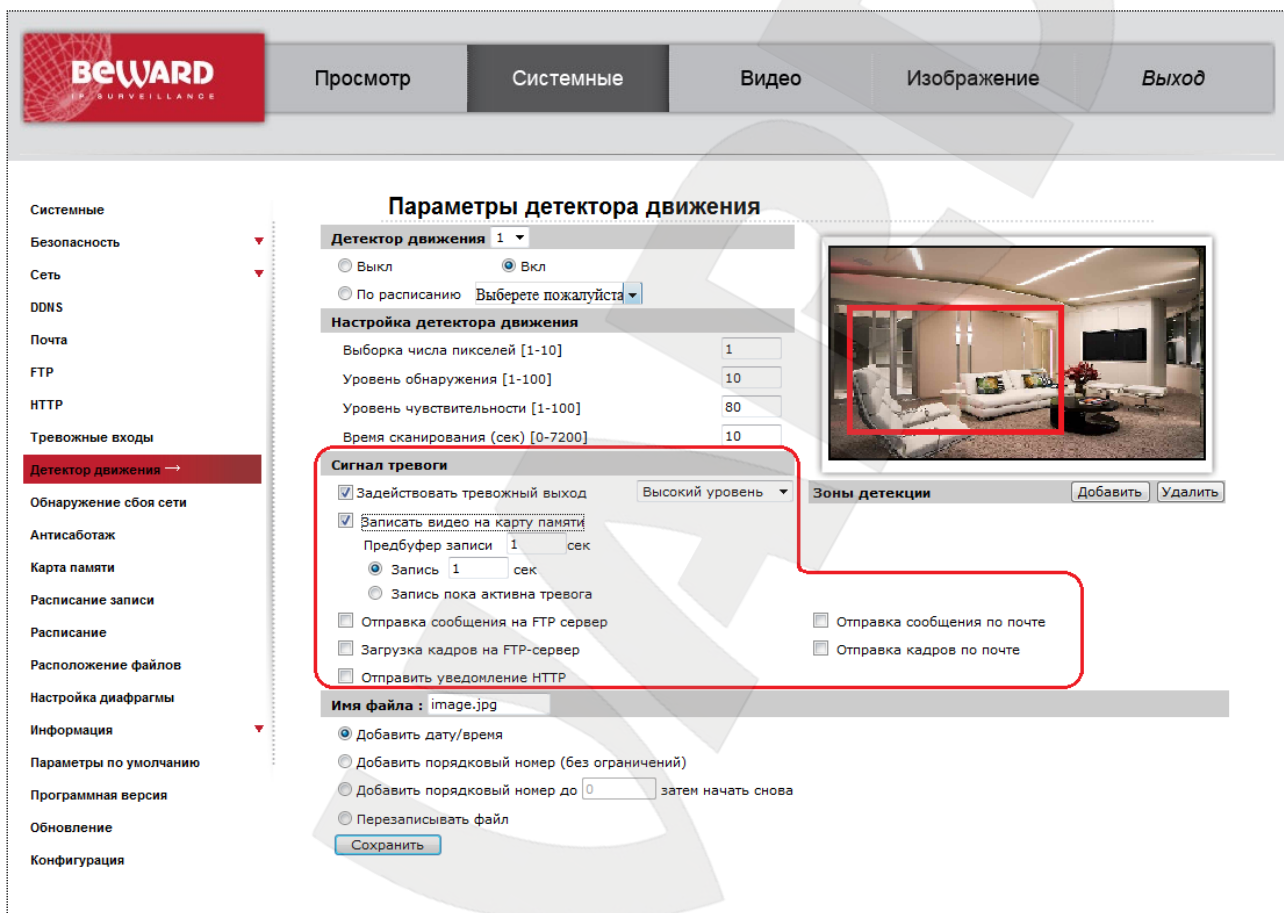 BEWARD
IP SURVEILLANCE
Просмотр
Системные
Видео
Изображение
Выход
Системные
Безопасность
Сеть
DDNS
Почта
FTP
HTTP
Тревожные входы
Детектор движения →
Обнаружение сбоя сети
Антисаботаж
Карта памяти
Расписание записи
Расписание
Расположение файлов
Настройка диафрагмы
Информация
Параметры по умолчанию
Программная версия
Обновление
Конфигурация
Параметры детектора движения
Детектор движения 1
Выкл Вкл
По расписанию Выберете пожалуйста
Настройка детектора движения
Выборка числа пикселей [1-10] 1
Уровень обнаружения [1-100] 10
Уровень чувствительности [1-100] 80
Время сканирования (сек) [0-7200] 10
Сигнал тревоги
Задействовать тревожный выход Высокий уровень
Зоны детекции Добавить Удалить
Записать видео на карту памяти
Предбуфер записи 1 сек
Запись 1 сек
Запись пока активна тревога
Отправка сообщения на FTP сервер Отправка сообщения по почте
Загрузка кадров на FTP-сервер Отправка кадров по почте
Отправить уведомление HTTP
Имя файла : image.jpg
Добавить дату/время
Добавить порядковый номер (без ограничений)
Добавить порядковый номер до 0 затем начать снова
Перезаписывать файл
Сохранить